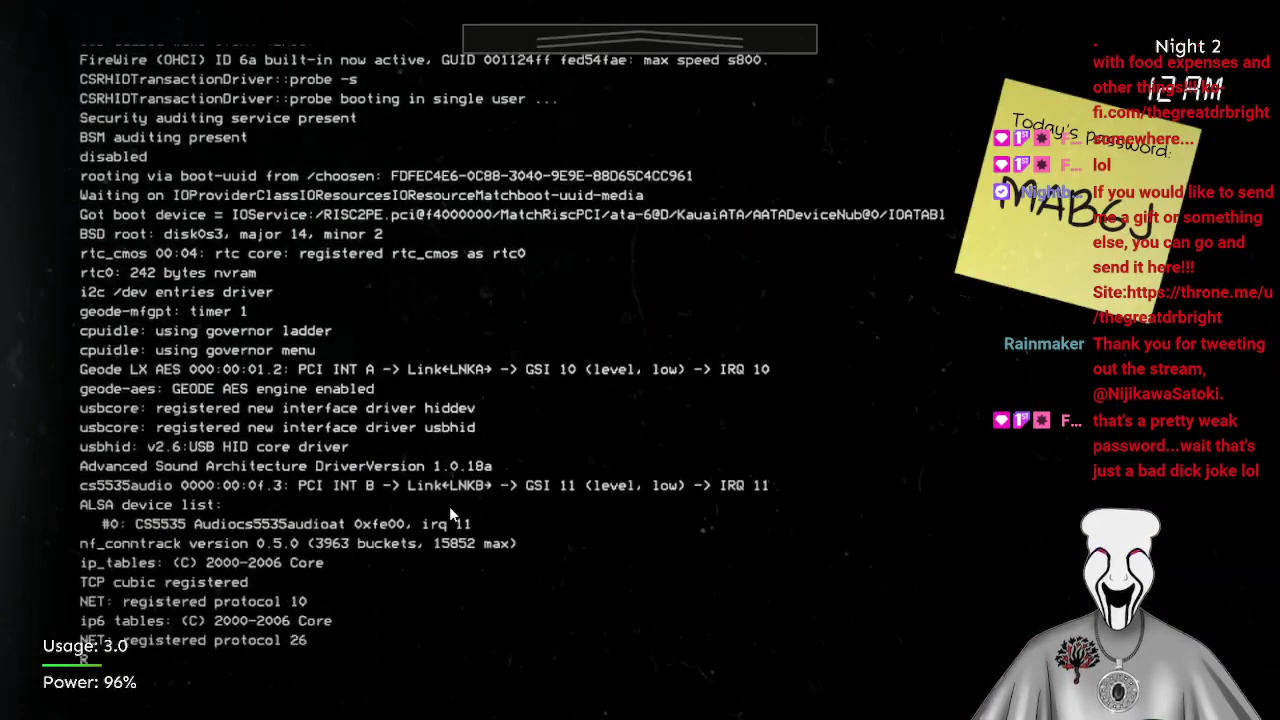 FireWire (OHCI) ID 6a built-in now active, GUID 001124ff fed54fae: max speed s800.
CSRHIDTransactionDriver::probe -s
CSRHIDTransactionDriver::probe booting in single user ...
Security auditing service present
BSM auditing present
disabled
rooting via boot-uuid from /chosen: FDFEC4E6-0C88-3040-9E9E-88D65C4CC961
Waiting on IOProviderClassIOResourcesIOResourceMatchboot-uuid-media
Got boot device = IOService:/RISC2PE.pci@f4000000/MatchRiscPCI/ata-6@D/KauaiATA/AATADeviceNub@0/IOATABl
BSD root: disk0s3, major 14, minor 2
rtc_cmos 00:04: rtc core: registered rtc_cmos as rtc0
rtc0: 242 bytes nvram
i2c /dev entries driver
geode-mfgpt: timer 1
cpuidle: using governor ladder
cpuidle: using governor menu
Geode LX AES 000:00:01.2: PCI INT A -> Link←LNKA→ -> GSI 10 (level, low) -> IRQ 10
geode-aes: GEODE AES engine enabled
usbcore: registered new interface driver hiddev
usbcore: registered new interface driver usbhid
usbhid: v2.6:USB HID core driver
Advanced Sound Architecture DriverVersion 1.0.18a
cs5535audio 0000:00:0f.3: PCI INT B -> Link←LNKB→ -> GSI 11 (level, low) -> IRQ 11
ALSA device list:
#0: CS5535 Audiocs5535audioat 0xfe00, irq 11
nf_conntrack version 0.5.0 (3963 buckets, 15852 max)
ip_tables: (C) 2000-2006 Core
TCP cubic registered
NET: registered protocol 10
ip6 tables: (C) 2000-2006 Core
NET: registered protocol 26
R
Usage: 3.0
Power: 96%
Night 2
12 AM
Today's Password:
MABGJ
with food expenses and
other things!! ko-
fi.com/thegreatdrbright
F... somewhere...
F... lol
Nightb... If you would like to send
me a gift or something
else, you can go and
send it here!!!
Site:https://throne.me/u
/thegreatdrbright
Rainmaker Thank you for tweeting
out the stream,
@NijikawaSatoki.
F... that's a pretty weak
password...wait that's
just a bad dick joke lol